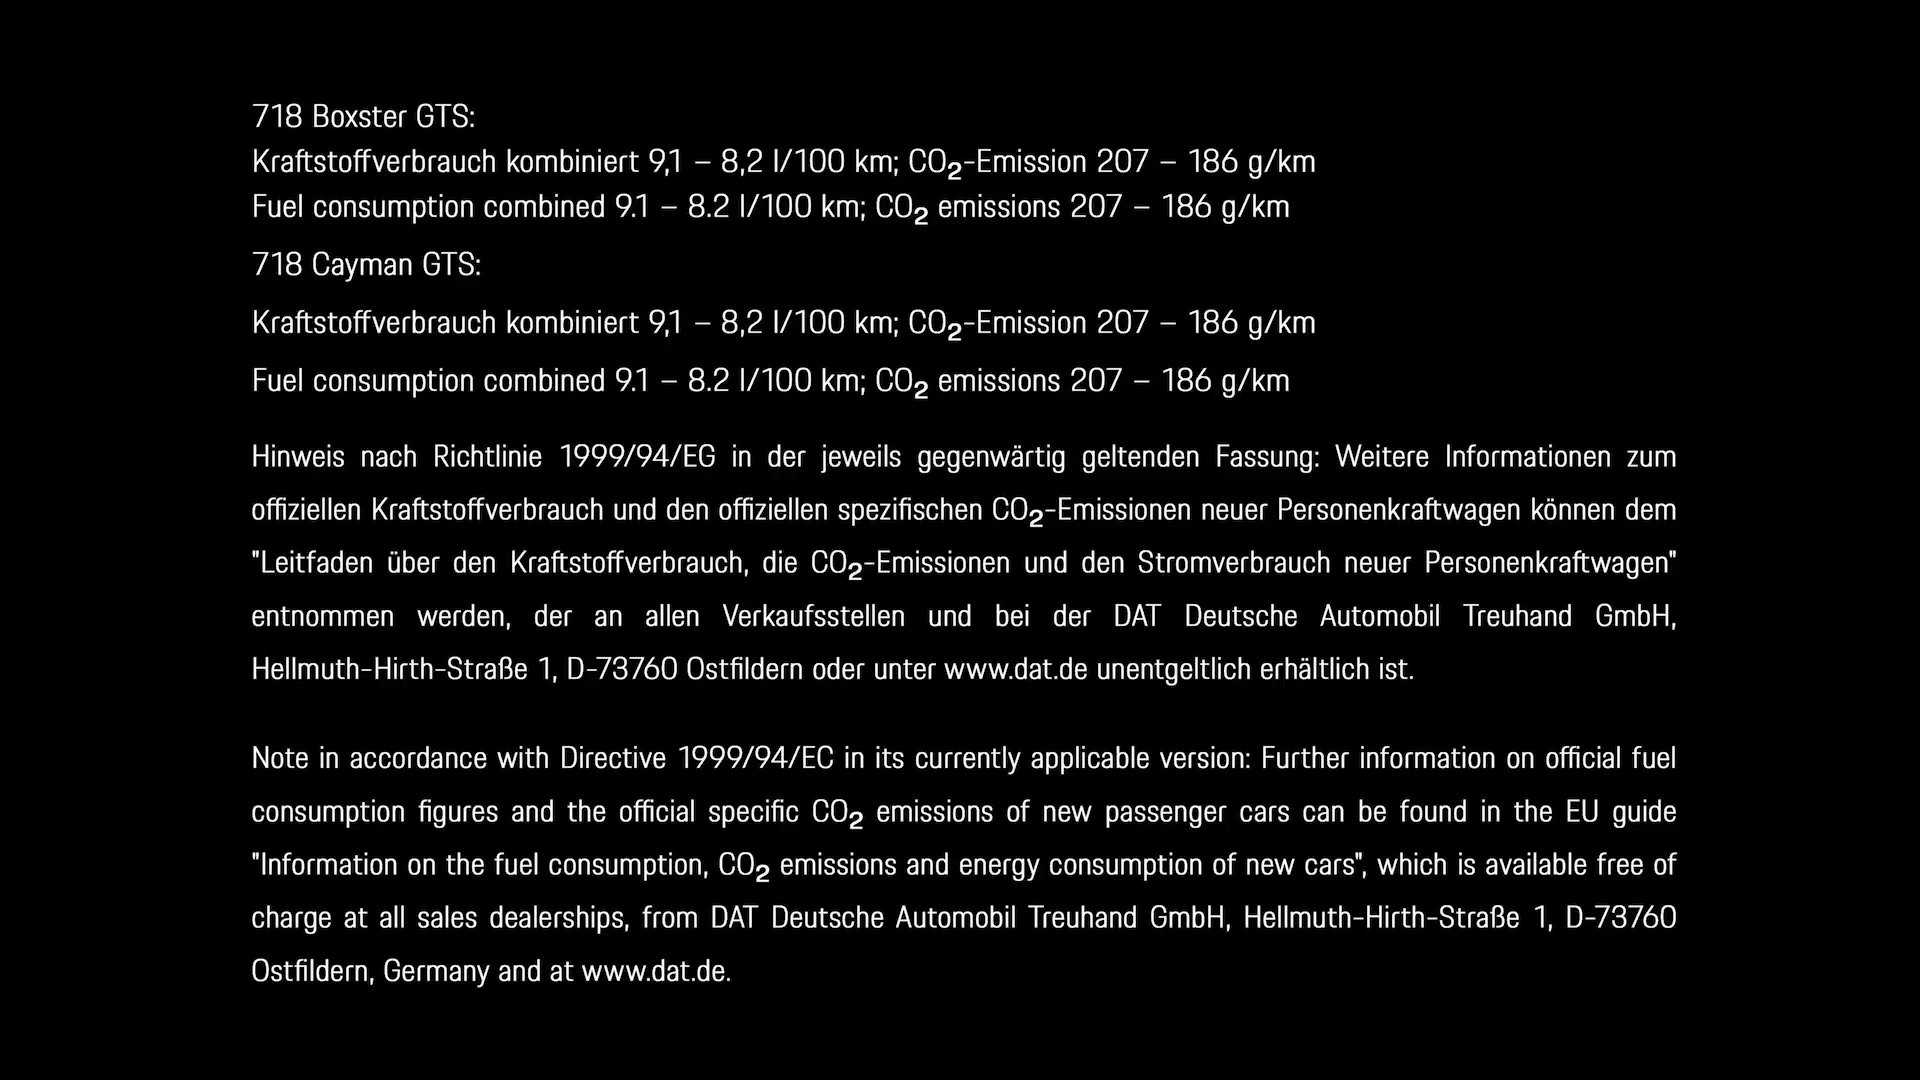 718 Boxster GTS:
Kraftstoffverbrauch kombiniert 9,1 – 8,2 l/100 km; CO₂-Emission 207 – 186 g/km
Fuel consumption combined 9.1 – 8.2 l/100 km; CO₂ emissions 207 – 186 g/km
718 Cayman GTS:
Kraftstoffverbrauch kombiniert 9,1 – 8,2 l/100 km; CO₂-Emission 207 – 186 g/km
Fuel consumption combined 9.1 – 8.2 l/100 km; CO₂ emissions 207 – 186 g/km
Hinweis nach Richtlinie 1999/94/EG in der jeweils gegenwärtig geltenden Fassung: Weitere Informationen zum
offiziellen Kraftstoffverbrauch und den offiziellen spezifischen CO₂-Emissionen neuer Personenkraftwagen können dem
"Leitfaden über den Kraftstoffverbrauch, die CO₂-Emissionen und den Stromverbrauch neuer Personenkraftwagen"
entnommen werden, der an allen Verkaufsstellen und bei der DAT Deutsche Automobil Treuhand GmbH,
Hellmuth-Hirth-Straße 1, D-73760 Ostfildern oder unter www.dat.de unentgeltlich erhältlich ist.
Note in accordance with Directive 1999/94/EC in its currently applicable version: Further information on official fuel
consumption figures and the official specific CO₂ emissions of new passenger cars can be found in the EU guide
"Information on the fuel consumption, CO₂ emissions and energy consumption of new cars", which is available free of
charge at all sales dealerships, from DAT Deutsche Automobil Treuhand GmbH, Hellmuth-Hirth-Straße 1, D-73760
Ostfildern, Germany and at www.dat.de.